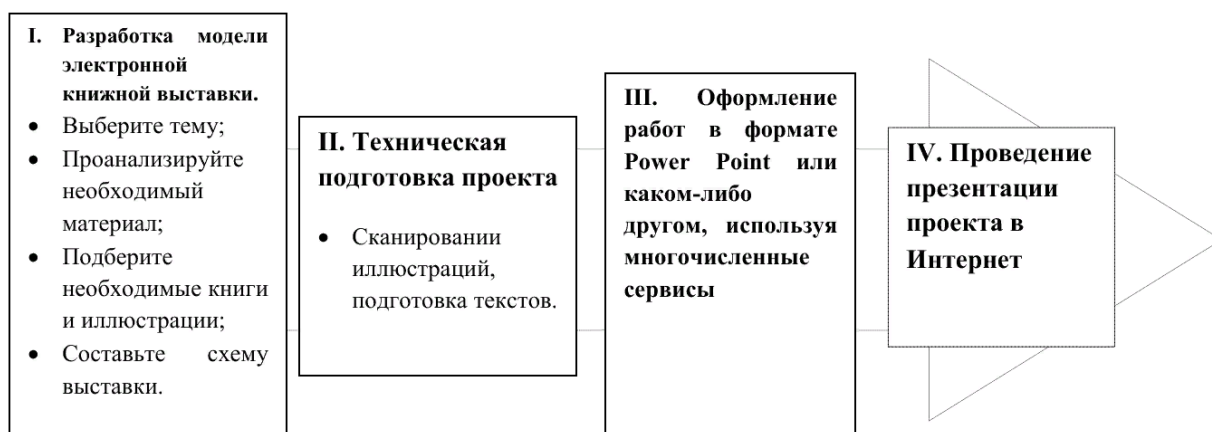 I. Разработка модели
электронной
книжной выставки.
• Выберите тему;
• Проанализируйте
необходимый
материал;
• Подберите
необходимые книги
и иллюстрации;
• Составьте схему
выставки.
II. Техническая
подготовка проекта
• Сканировании
иллюстраций,
подготовка текстов.
III. Оформление
работ в формате
Power Point или
каком-либо
другом, используя
многочисленные
сервисы
IV. Проведение
презентации
проекта в
Интернет